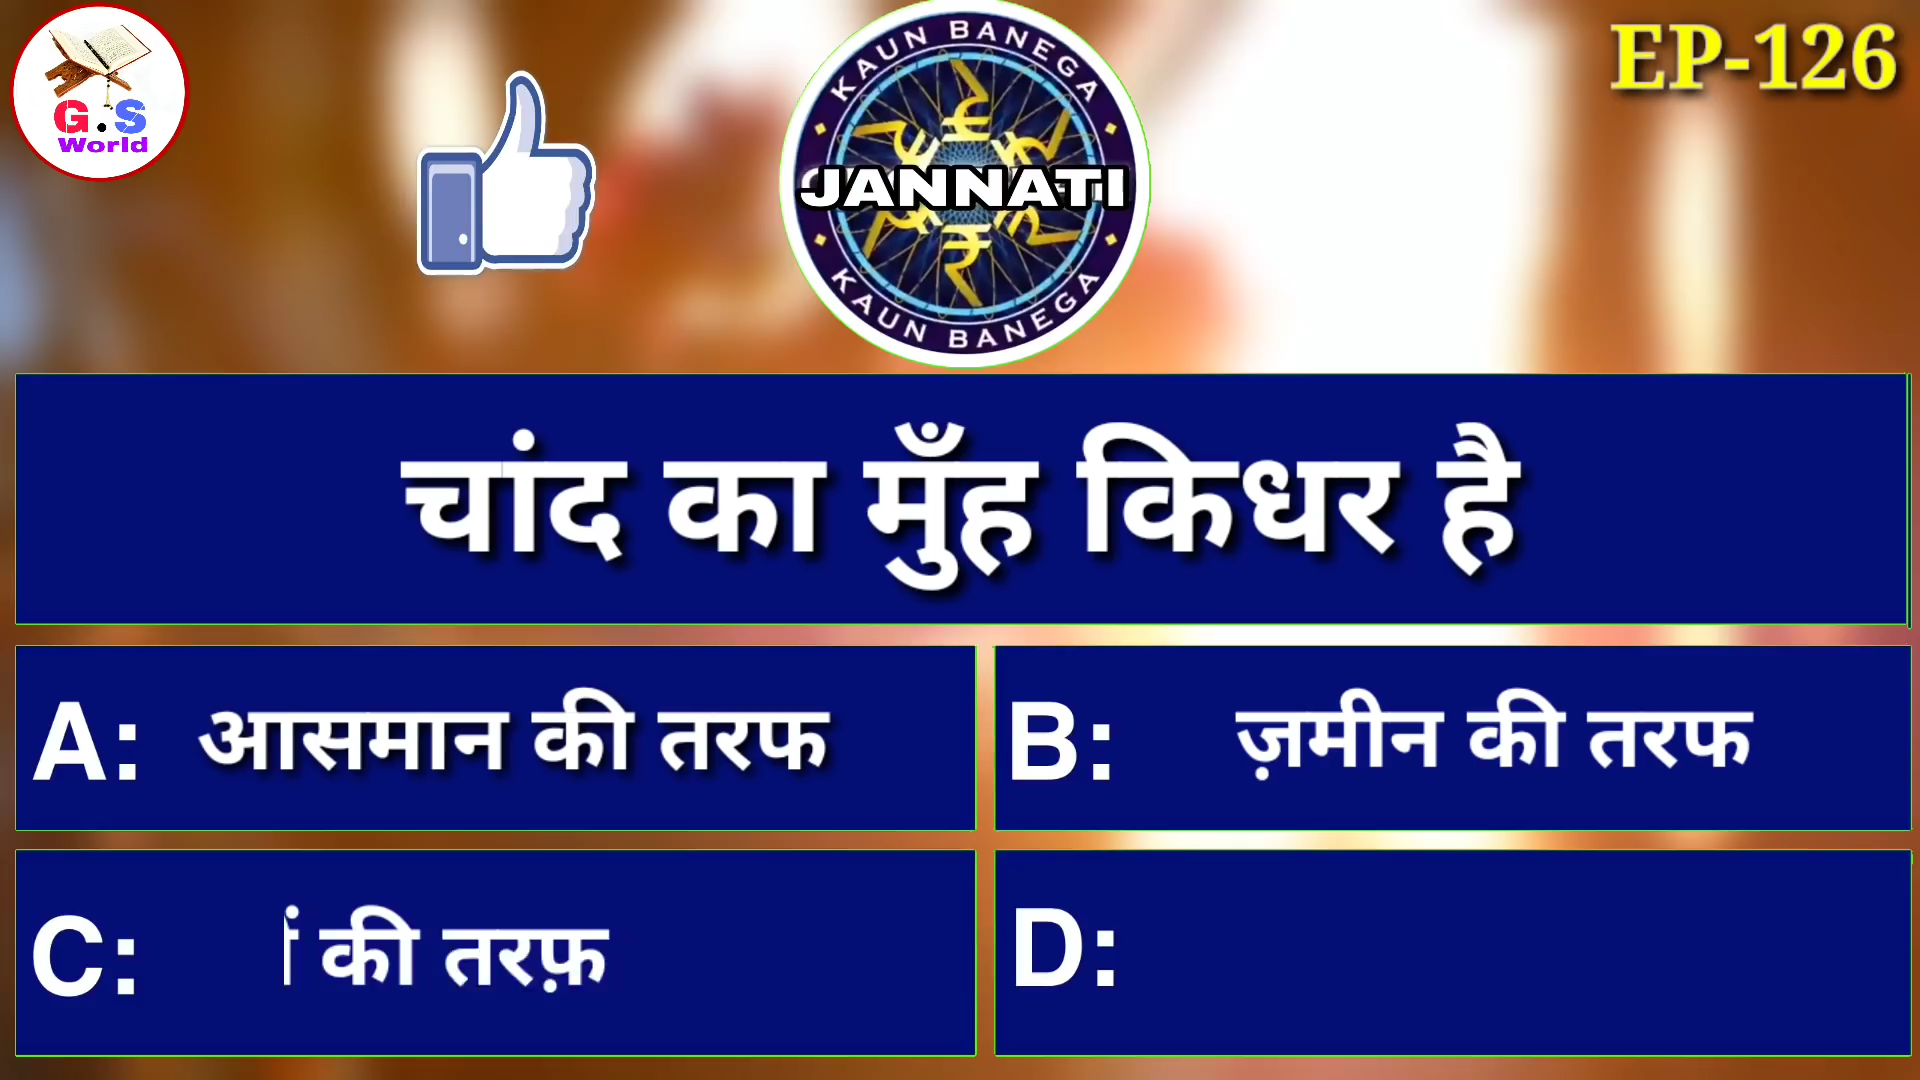 G.S
World
KAUN BANEGA
JANNATI
KAUN BANEGA
EP-126
चांद का मुँह किधर है
A: आसमान की तरफ
B: ज़मीन की तरफ
C: की तरफ़
D: